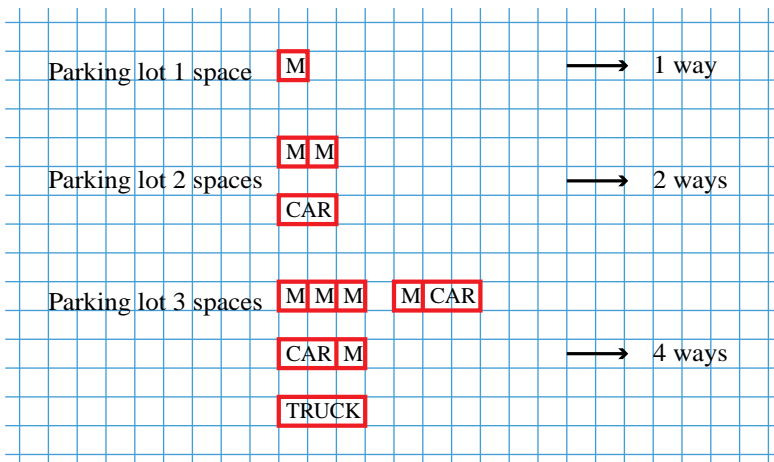 Parking lot 1 space M → 1 way
M M
Parking lot 2 spaces → 2 ways
CAR
Parking lot 3 spaces M M M M CAR
CAR M → 4 ways
TRUCK